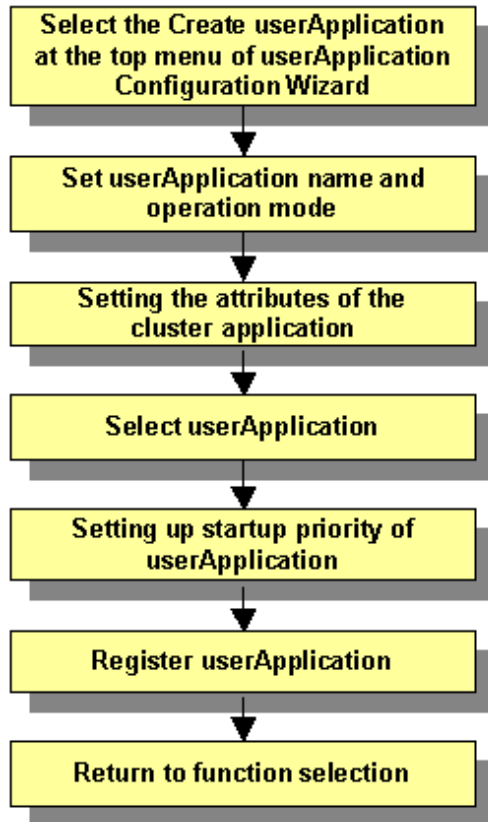 Select the Create userApplication
at the top menu of userApplication
Configuration Wizard
Set userApplication name and
operation mode
Setting the attributes of the
cluster application
Select userApplication
Setting up startup priority of
userApplication
Register userApplication
Return to function selection